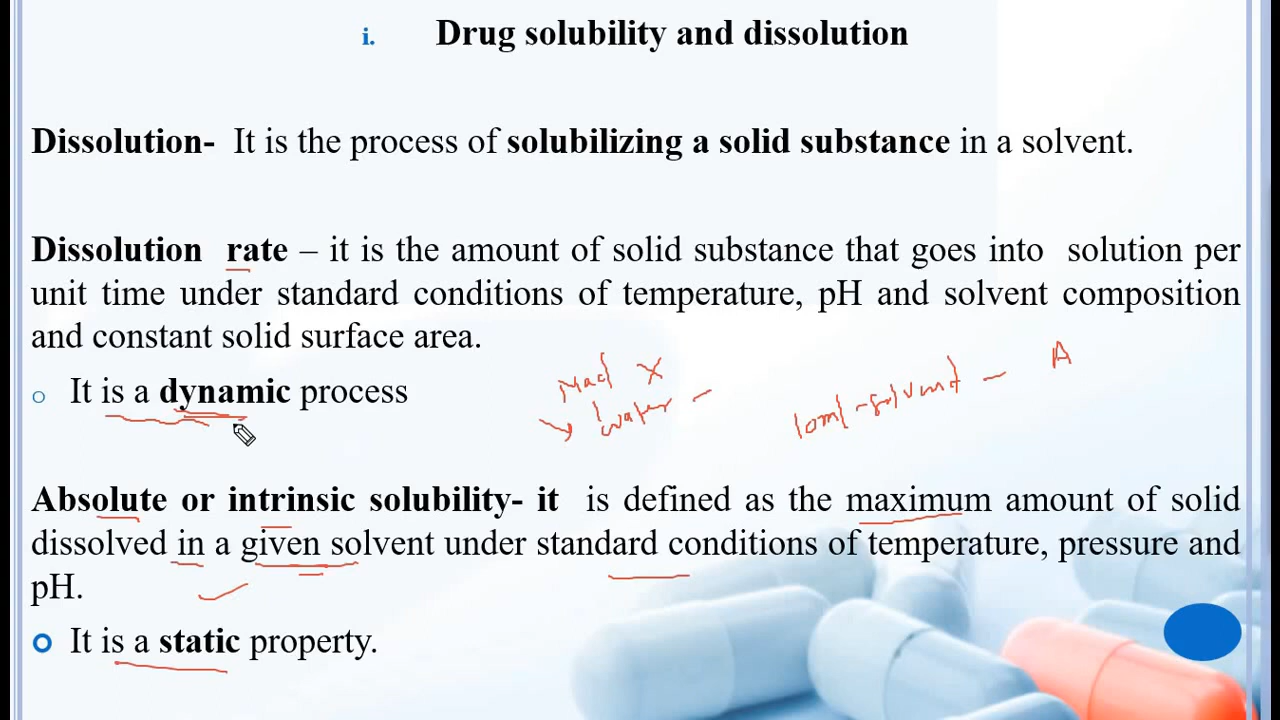 i. Drug solubility and dissolution
Dissolution- It is the process of solubilizing a solid substance in a solvent.
Dissolution rate – it is the amount of solid substance that goes into solution per
unit time under standard conditions of temperature, pH and solvent composition
and constant solid surface area.
X
A
It is a dynamic process
water -
10ml -solvent -
Absolute or intrinsic solubility- it is defined as the maximum amount of solid
dissolved in a given solvent under standard conditions of temperature, pressure and
pH.
It is a static property.